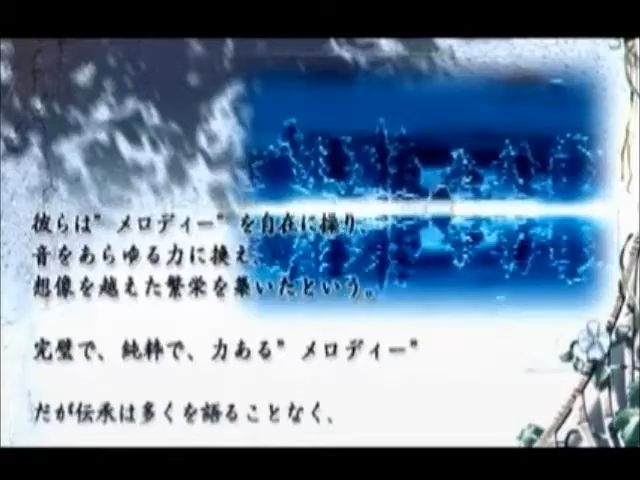 彼らは”メロディー”を自在に操り、
音をあらゆる力に換え、
想像を越えた繁栄を築いたという。
完璧で、純粋で、力ある”メロディー”
だが伝承は多くを語ることなく、